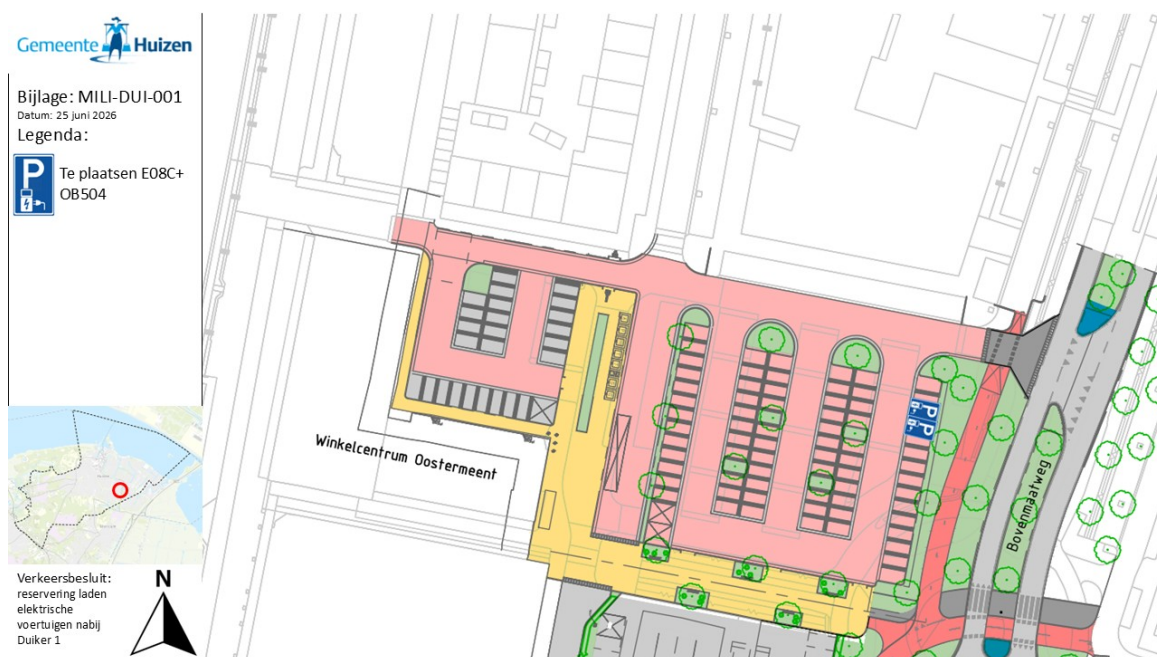 Gemeente Huizen
Bijlage: MILI-DUI-001
Datum: 25 juni 2026
Legenda:
P
Te plaatsen E08C+
OB504
Winkelcentrum Oostermeent
P
P
Bovenmaatweg
Verkeersbesluit:
reservering laden
elektrische
voertuigen nabij
Duiker 1
N